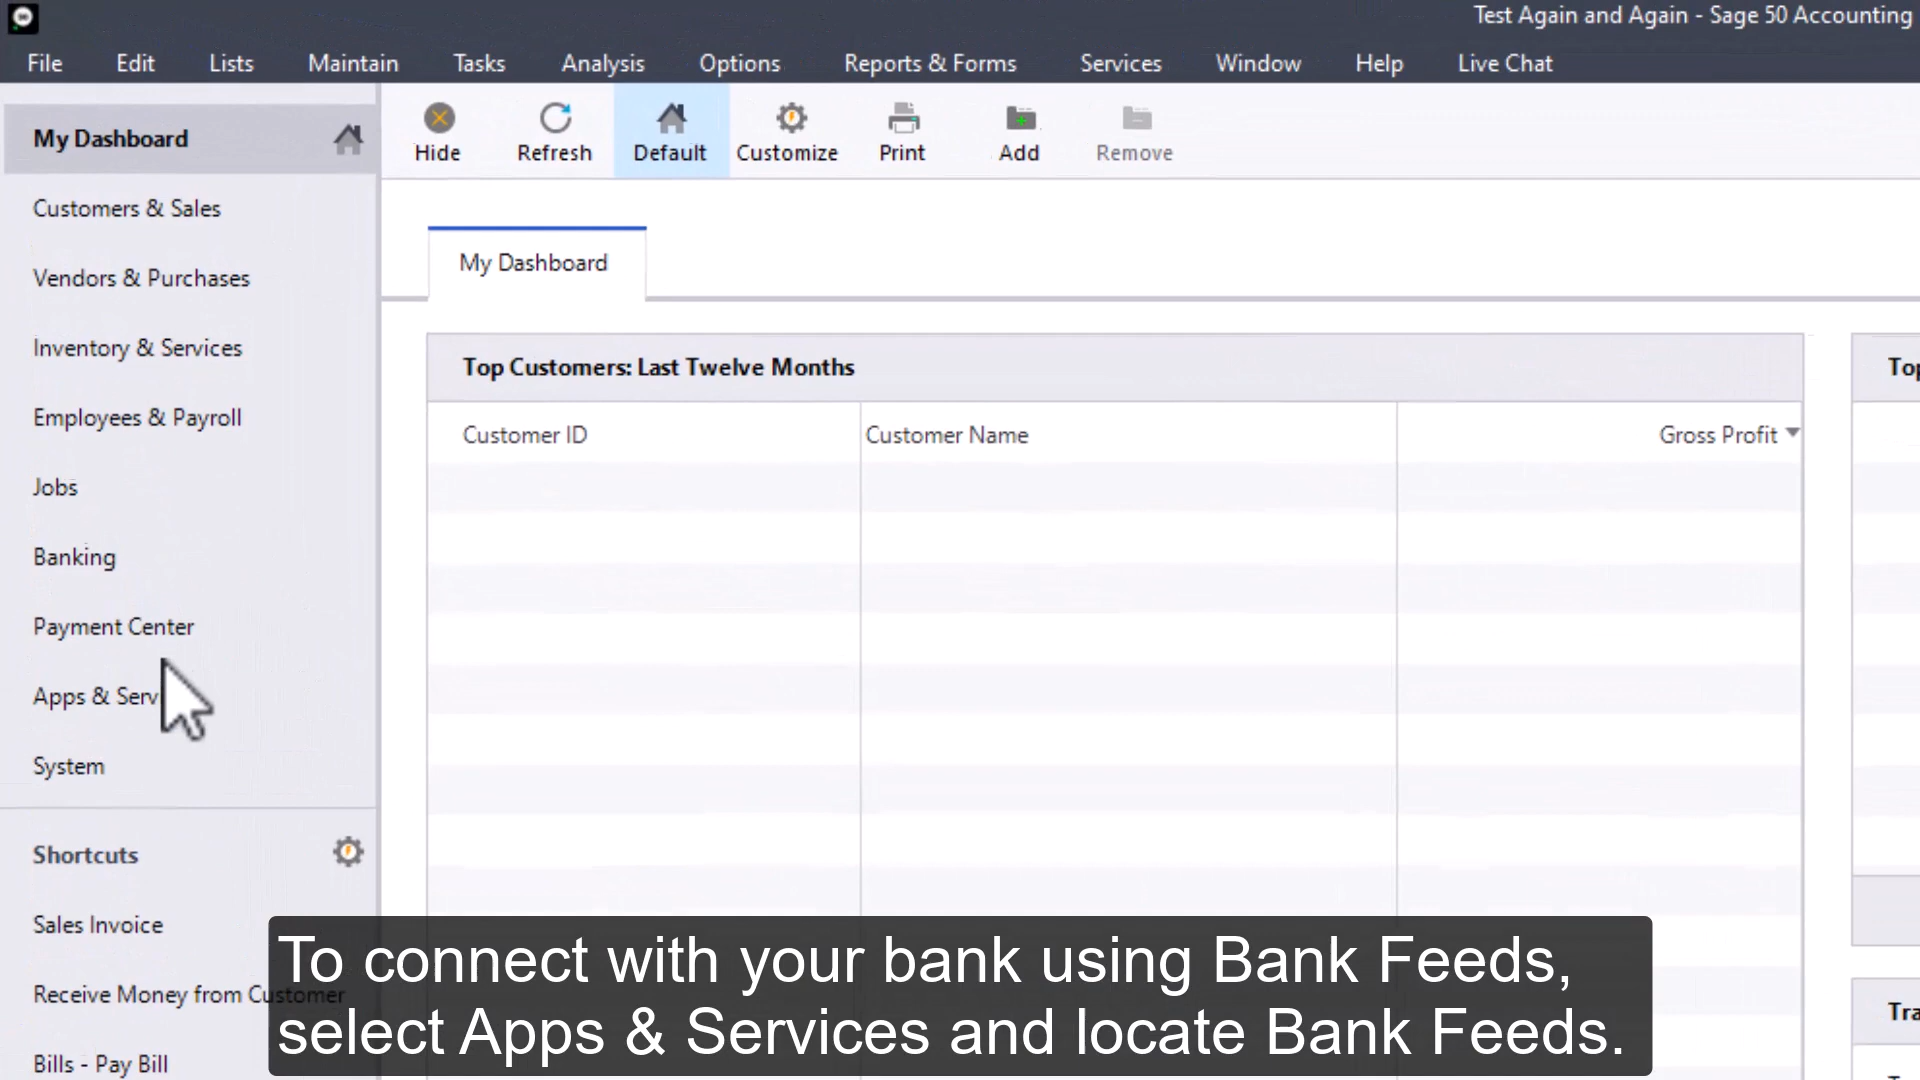 Test Again and Again - Sage 50 Accounting
File Edit Lists Maintain Tasks Analysis Options Reports & Forms Services Window Help Live Chat
My Dashboard
Customers & Sales
Vendors & Purchases
Inventory & Services
Employees & Payroll
Jobs
Banking
Payment Center
Apps & Serv
System
Shortcuts
Sales Invoice
Receive Money from Customer
Bills - Pay Bill
Hide Refresh Default Customize Print Add Remove
My Dashboard
Top Customers: Last Twelve Months
Customer ID Customer Name Gross Profit
To connect with your bank using Bank Feeds,
select Apps & Services and locate Bank Feeds.